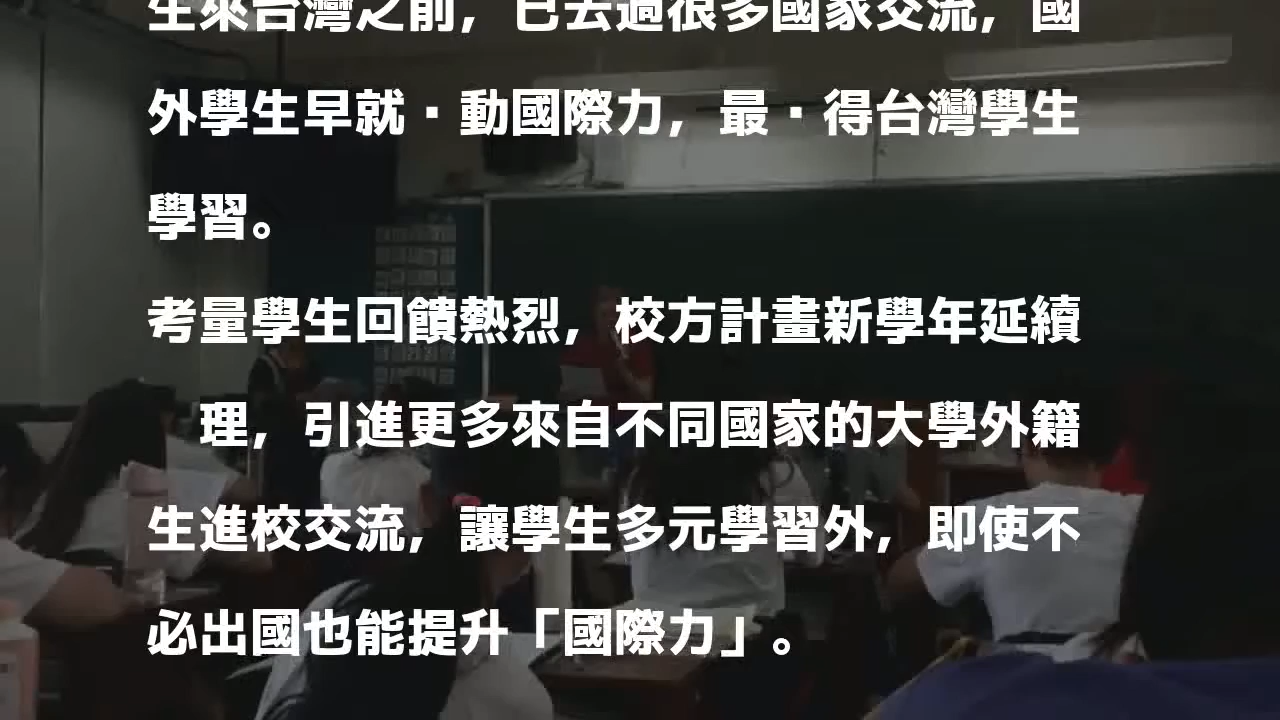 生來台灣之前，已去過很多國家交流，國
外學生早就▪動國際力，最▪得台灣學生
學習。
考量學生回饋熱烈，校方計畫新學年延續
理，引進更多來自不同國家的大學外籍
生進校交流，讓學生多元學習外，即使不
必出國也能提升「國際力」。